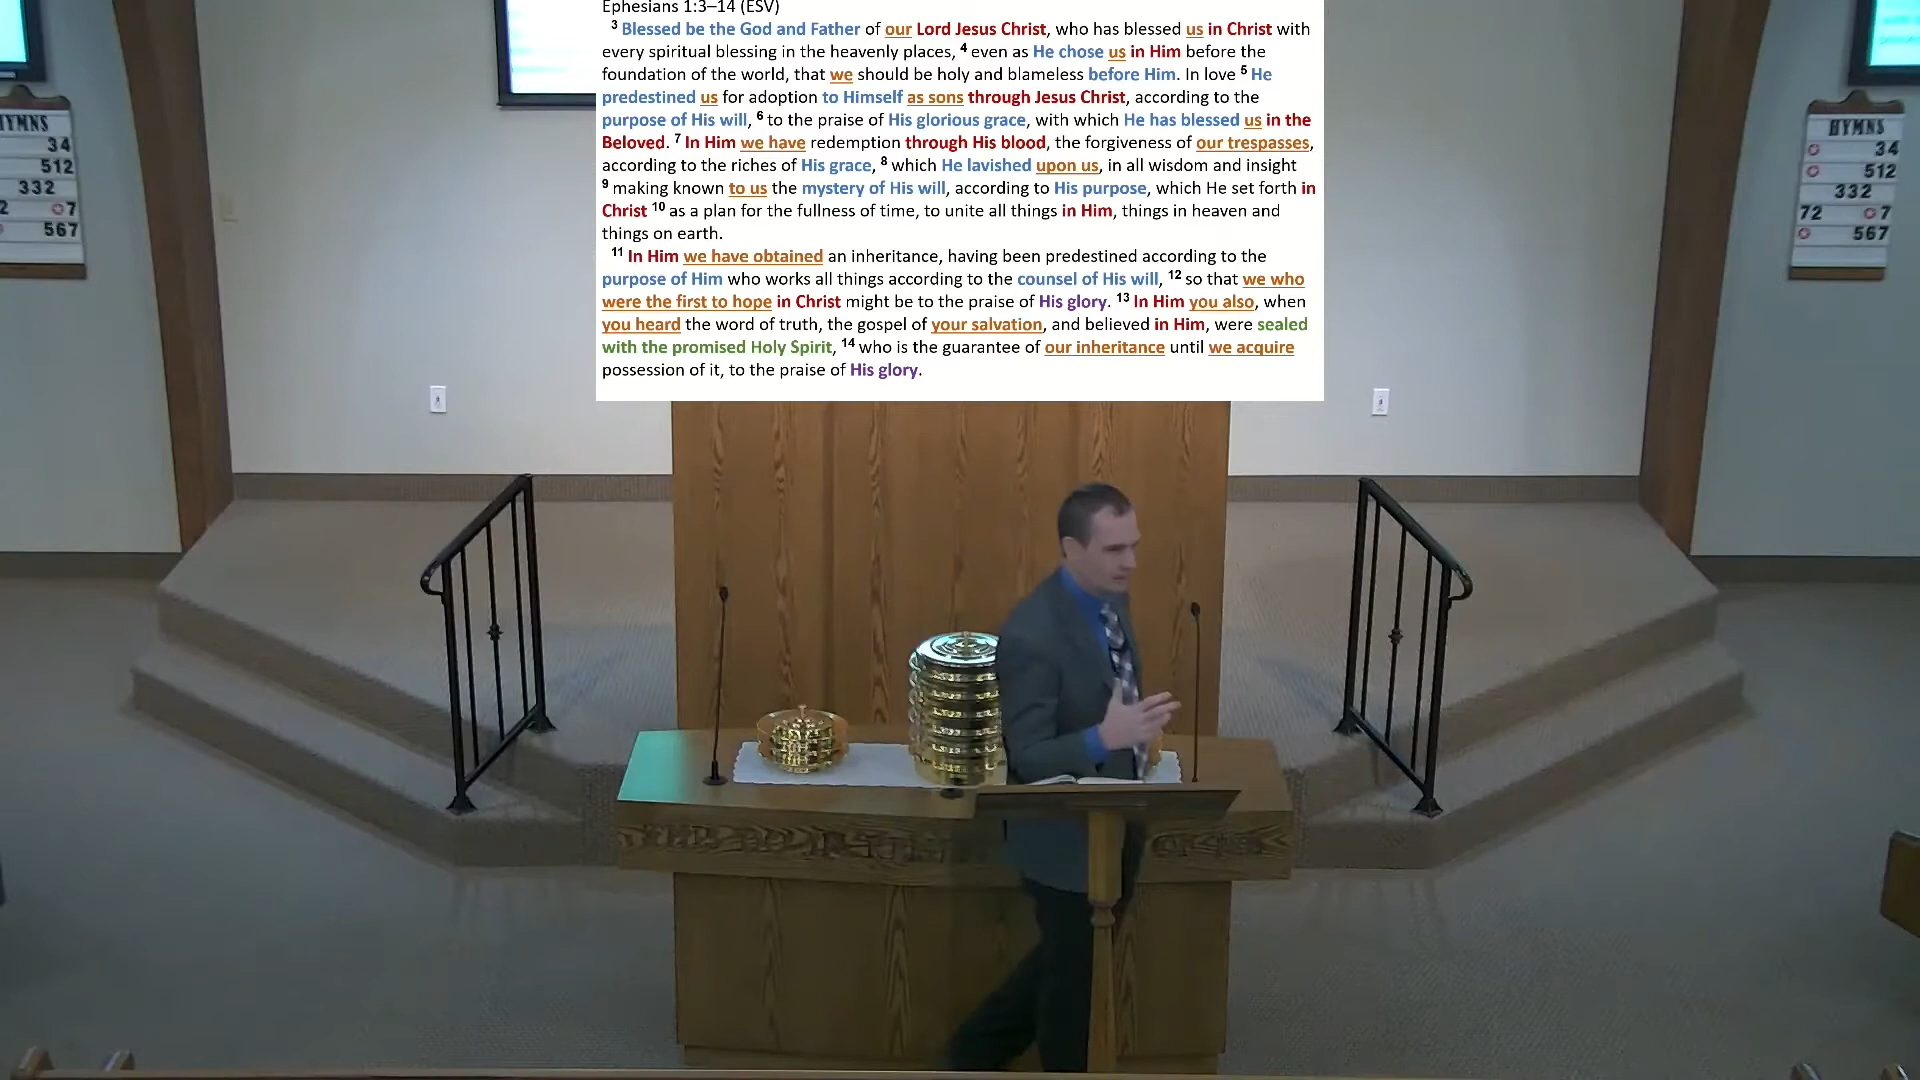 Ephesians 1:3–14 (ESV)
3 Blessed be the God and Father of our Lord Jesus Christ, who has blessed us in Christ with
every spiritual blessing in the heavenly places, 4 even as He chose us in Him before the
foundation of the world, that we should be holy and blameless before Him. In love 5 He
predestined us for adoption to Himself as sons through Jesus Christ, according to the
purpose of His will, 6 to the praise of His glorious grace, with which He has blessed us in the
Beloved. 7 In Him we have redemption through His blood, the forgiveness of our trespasses,
according to the riches of His grace, 8 which He lavished upon us, in all wisdom and insight
9 making known to us the mystery of His will, according to His purpose, which He set forth in
Christ 10 as a plan for the fullness of time, to unite all things in Him, things in heaven and
things on earth.
11 In Him we have obtained an inheritance, having been predestined according to the
purpose of Him who works all things according to the counsel of His will, 12 so that we who
were the first to hope in Christ might be to the praise of His glory. 13 In Him you also, when
you heard the word of truth, the gospel of your salvation, and believed in Him, were sealed
with the promised Holy Spirit, 14 who is the guarantee of our inheritance until we acquire
possession of it, to the praise of His glory.
HYMNS
34
512
332
2 7
567
HYMNS
34
512
332
72 7
567